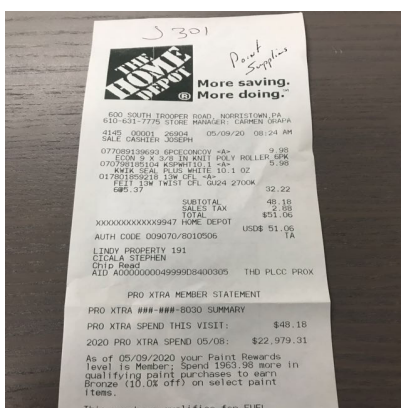 J 301
Paint
Supplies
THE
HOME
DEPOT
®
More saving.
More doing.™
600 SOUTH TROOPER ROAD, NORRISTOWN,PA
610-631-7775 STORE MANAGER: CARMEN ORAPA
4145 00001 26904 05/09/20 08:24 AM
SALE CASHIER JOSEPH
077089139693 6PCECONCOV <A> 9.98
ECON 9 X 3/8 IN KNIT POLY ROLLER 6PK
070798185104 KSPWHT10.1 <A> 5.98
KWIK SEAL PLUS WHITE 10.1 OZ
017801859218 13W CFL <A>
FEIT 13W TWIST CFL GU24 2700K
6@5.37 32.22
SUBTOTAL 48.18
SALES TAX 2.88
TOTAL $51.06
XXXXXXXXXXXX9947 HOME DEPOT
USD$ 51.06
AUTH CODE 009070/8010506 TA
LINDY PROPERTY 191
CICALA STEPHEN
Chip Read
AID A0000000049999D8400305 THD PLCC PROX
PRO XTRA MEMBER STATEMENT
PRO XTRA ###-###-8030 SUMMARY
PRO XTRA SPEND THIS VISIT: $48.18
2020 PRO XTRA SPEND 05/08: $22,979.31
As of 05/09/2020 your Paint Rewards
level is Member; Spend 1963.98 more in
qualifying paint purchases to earn
Bronze (10.0% off) on select paint
items.